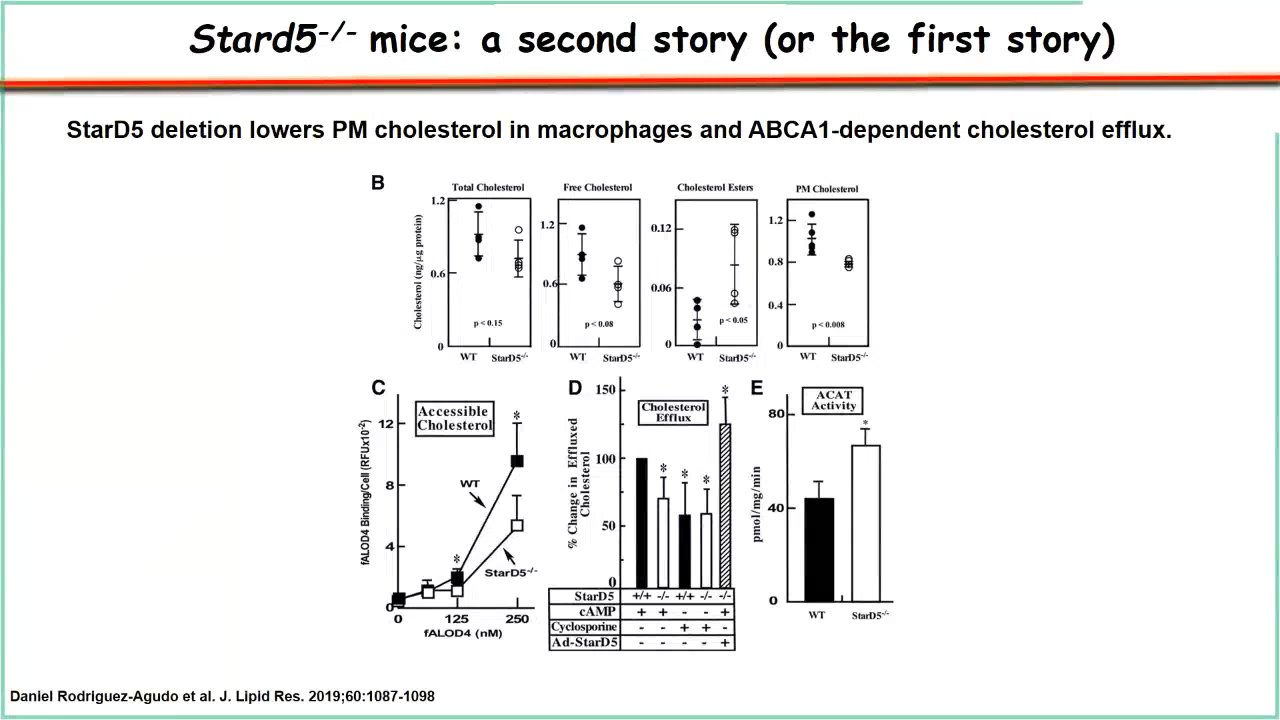 Stard5-/- mice: a second story (or the first story)
StarD5 deletion lowers PM cholesterol in macrophages and ABCA1-dependent cholesterol efflux.
B
Total Cholesterol
Free Cholesterol
Cholesterol Esters
PM Cholesterol
Cholesterol (ng/µg protein)
1.2
0.6
0
p < 0.15
WT StarD5-/-
1.2
0.6
0
p < 0.08
WT StarD5-/-
0.12
0.06
0
p < 0.05
WT StarD5-/-
1.2
0.8
0.4
0
p < 0.008
WT StarD5-/-
C
Accessible
Cholesterol
fALOD4 Binding/Cell (RFUx10-2)
12
8
4
0
*
*
WT
StarD5-/-
0 125 250
fALOD4 (nM)
D
Cholesterol
Efflux
% Change in Effluxed
Cholesterol
150
100
50
0
* * * *
StarD5 +/+ -/- +/+ -/- -/-
cAMP + + - - +
Cyclosporine - - + + -
Ad-StarD5 - - - - +
E
ACAT
Activity
pmol/mg/min
80
40
0
*
WT StarD5-/-
Daniel Rodriguez-Agudo et al. J. Lipid Res. 2019;60:1087-1098